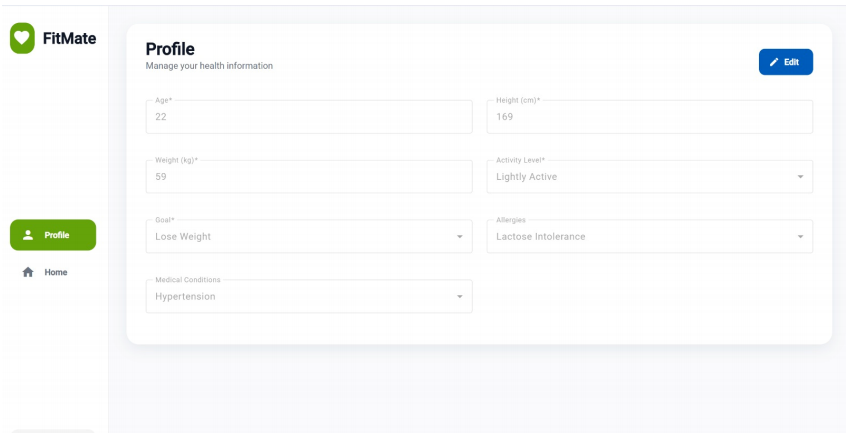 FitMate
Profile
Manage your health information
Edit
Age*
22
Height (cm)*
169
Weight (kg)*
59
Activity Level*
Lightly Active
Goal*
Lose Weight
Allergies
Lactose Intolerance
Medical Conditions
Hypertension
Profile
Home